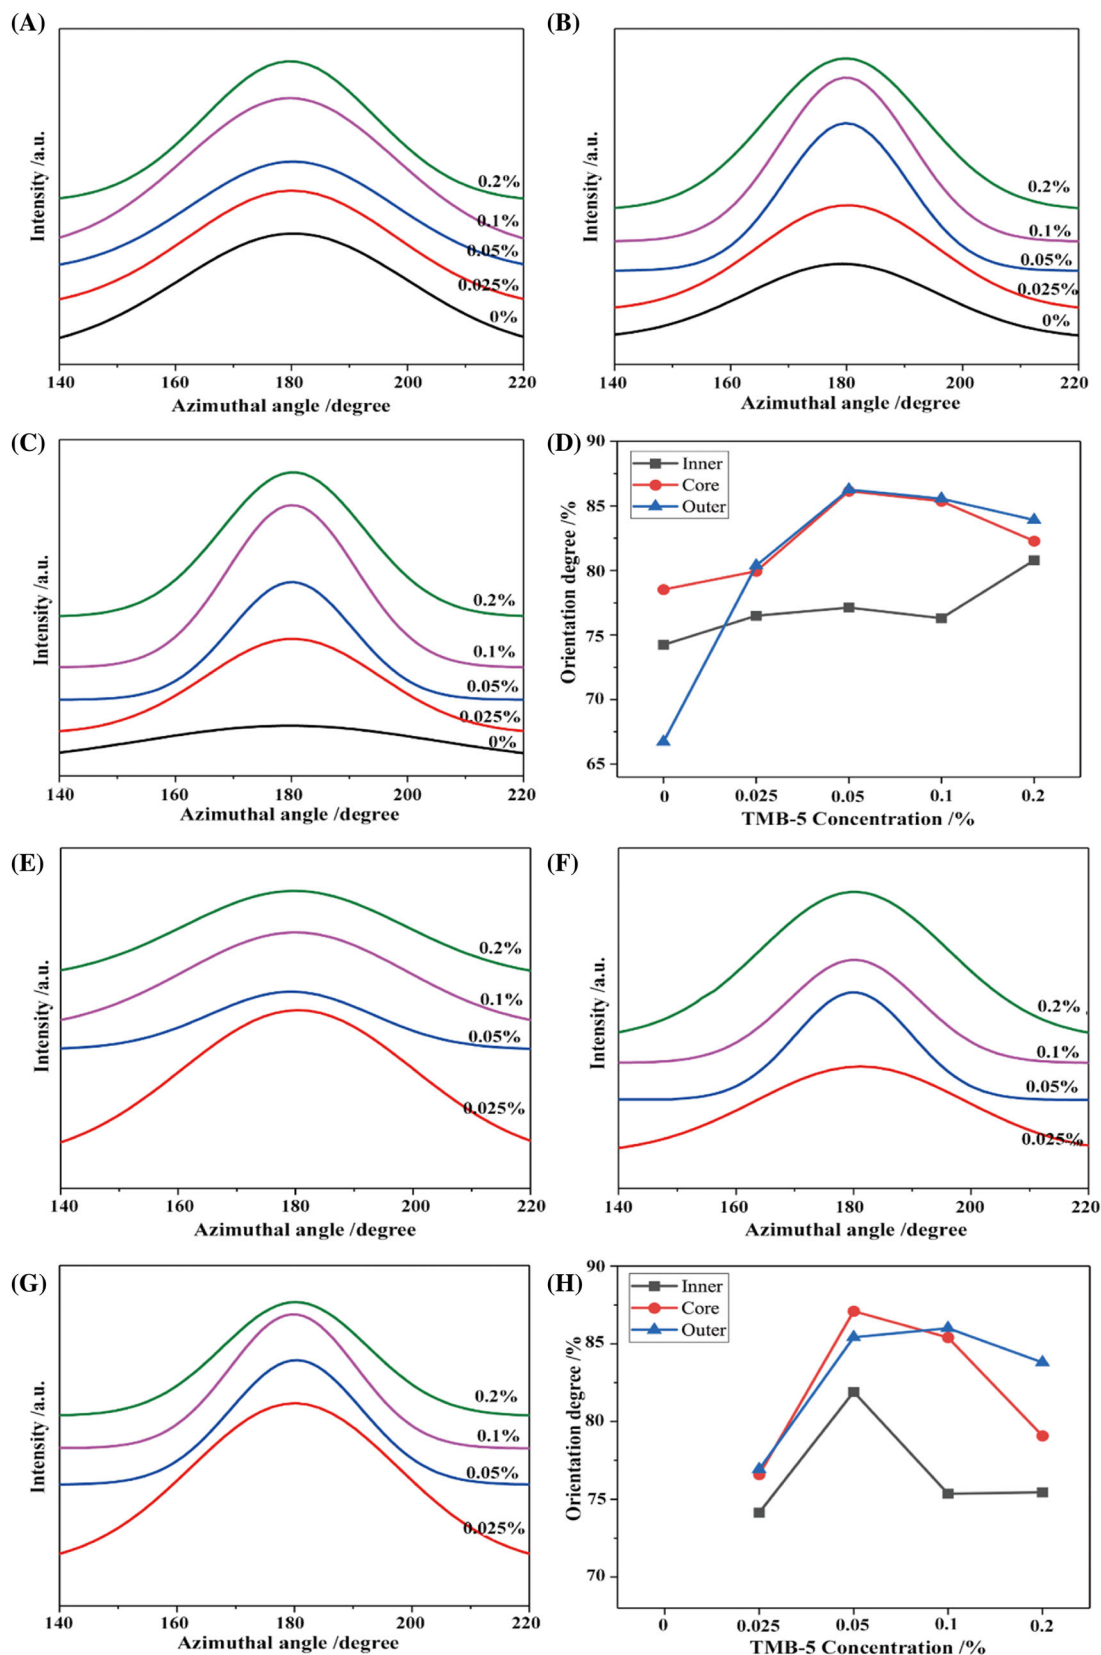 (A)
Intensity /a.u.
0.2%
0.1%
0.05%
0.025%
0%
140 160 180 200 220
Azimuthal angle /degree
(B)
Intensity /a.u.
0.2%
0.1%
0.05%
0.025%
0%
140 160 180 200 220
Azimuthal angle /degree
(C)
Intensity /a.u.
0.2%
0.1%
0.05%
0.025%
0%
140 160 180 200 220
Azimuthal angle /degree
(D)
Orientation degree /%
90
85
80
75
70
65
Inner
Core
Outer
0 0.025 0.05 0.1 0.2
TMB-5 Concentration /%
(E)
Intensity /a.u.
0.2%
0.1%
0.05%
0.025%
140 160 180 200 220
Azimuthal angle /degree
(F)
Intensity /a.u.
0.2%
0.1%
0.05%
0.025%
140 160 180 200 220
Azimuthal angle /degree
(G)
Intensity /a.u.
0.2%
0.1%
0.05%
0.025%
140 160 180 200 220
Azimuthal angle /degree
(H)
Orientation degree /%
90
85
80
75
70
Inner
Core
Outer
0 0.025 0.05 0.1 0.2
TMB-5 Concentration /%